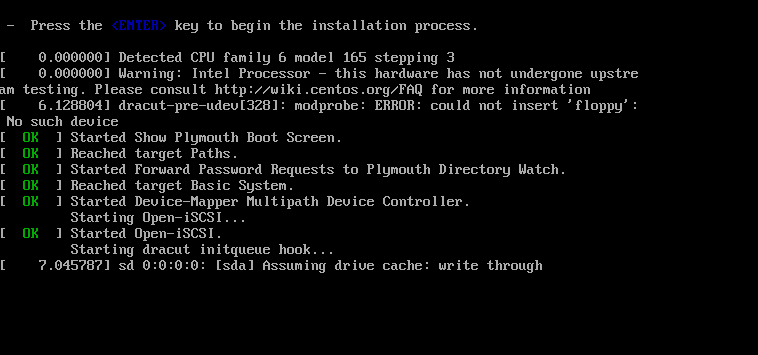 - Press the <ENTER> key to begin the installation process.
[    0.000000] Detected CPU family 6 model 165 stepping 3
[    0.000000] Warning: Intel Processor - this hardware has not undergone upstre
am testing. Please consult http://wiki.centos.org/FAQ for more information
[    6.128804] dracut-pre-udev[328]: modprobe: ERROR: could not insert 'floppy':
 No such device
[  OK  ] Started Show Plymouth Boot Screen.
[  OK  ] Reached target Paths.
[  OK  ] Started Forward Password Requests to Plymouth Directory Watch.
[  OK  ] Reached target Basic System.
[  OK  ] Started Device-Mapper Multipath Device Controller.
         Starting Open-iSCSI...
[  OK  ] Started Open-iSCSI.
         Starting dracut initqueue hook...
[    7.045787] sd 0:0:0:0: [sda] Assuming drive cache: write through